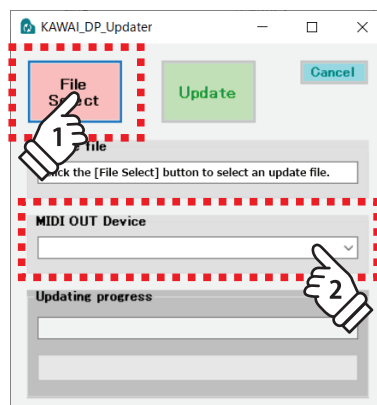 KAWAI_DP_Updater
File
Select
Update
Cancel
1
file
the [File Select] button to select an update file.
MIDI OUT Device
2
Updating progress